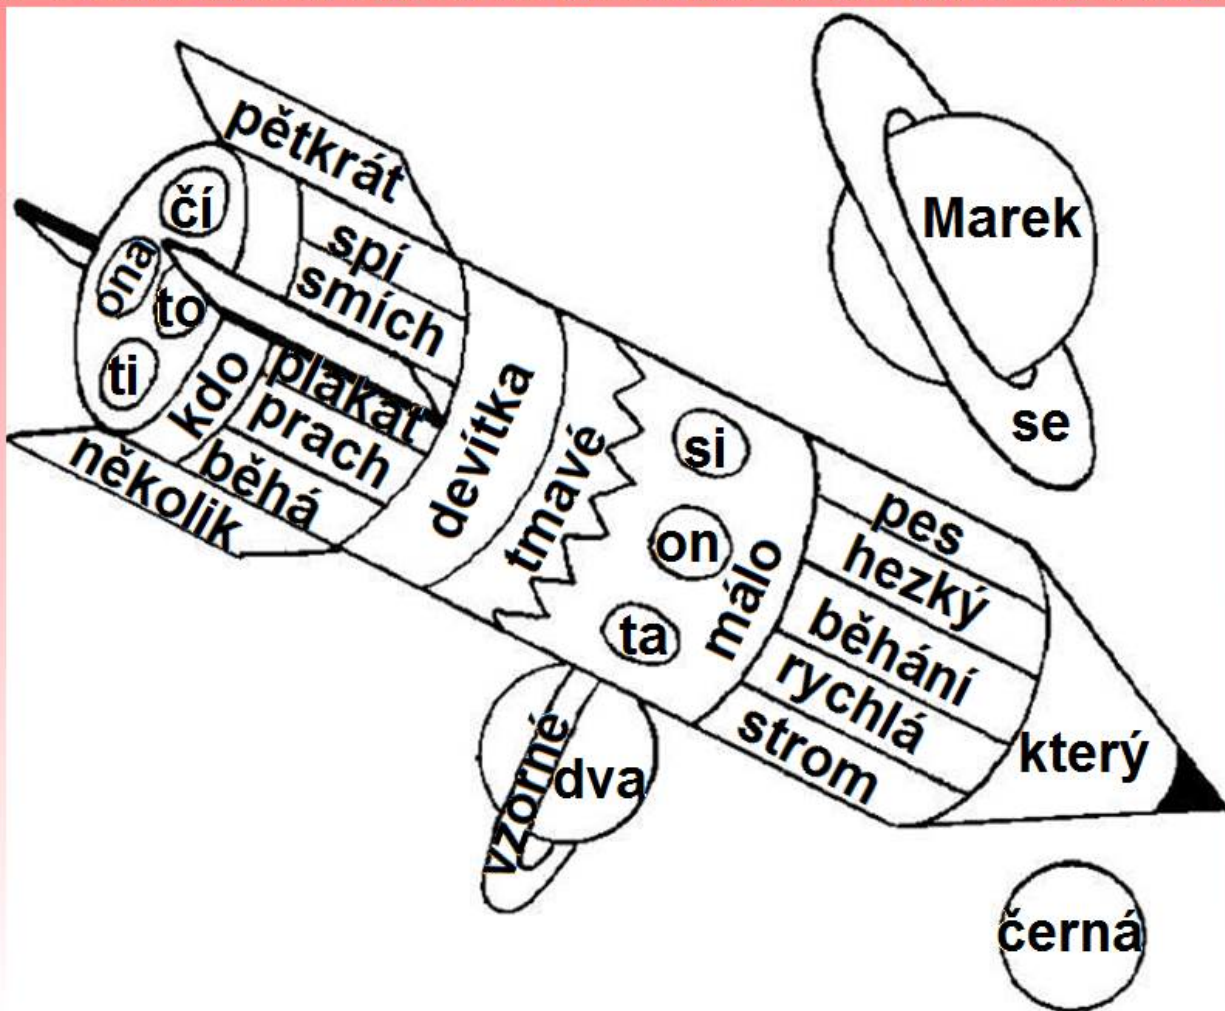 pětkrát
čí
spí
Marek
ona
to
smích
ti
kdo
plakat
prach
několik
běhá
devítka
tmavé
si
se
on
málo
ta
pes
hezký
běhání
rychlá
strom
který
vzorné
dva
černá